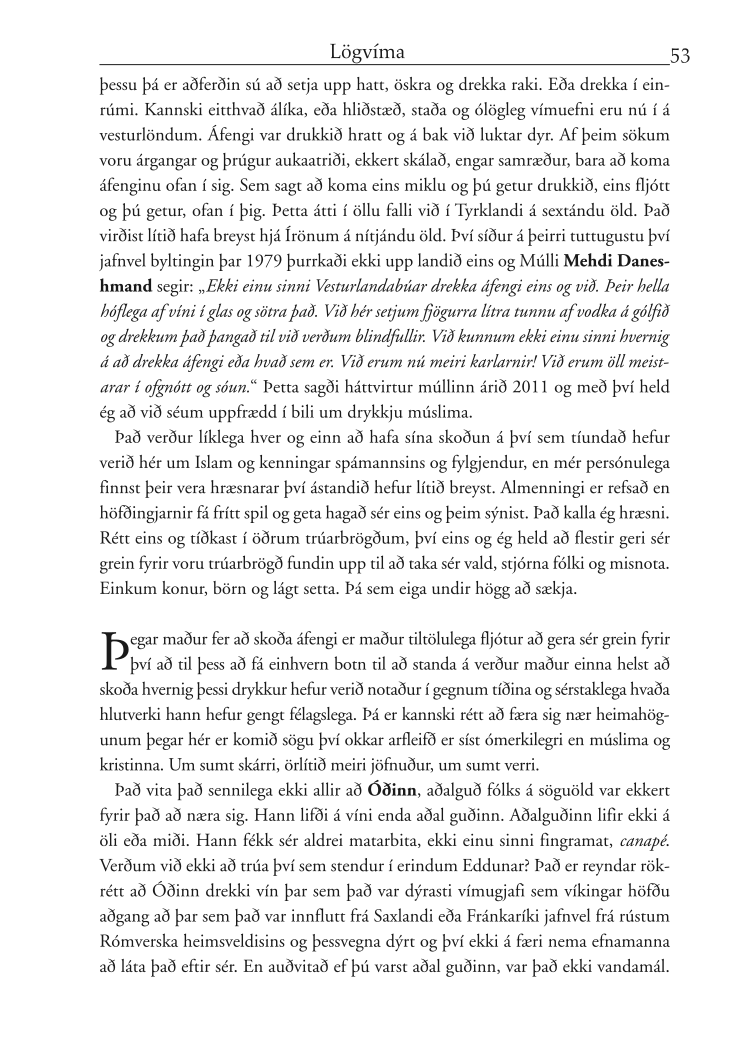 Lögvíma 53
þessu þá er aðferðin sú að setja upp hatt, öskra og drekka raki. Eða drekka í ein-
rúmi. Kannski eitthvað álíka, eða hliðstæð, staða og ólögleg vímuefni eru nú í á
vesturlöndum. Áfengi var drukkið hratt og á bak við luktar dyr. Af þeim sökum
voru árgangar og þrúgur aukaatriði, ekkert skálað, engar samræður, bara að koma
áfenginu ofan í sig. Sem sagt að koma eins miklu og þú getur drukkið, eins fljótt
og þú getur, ofan í þig. Þetta átti í öllu falli við í Tyrklandi á sextándu öld. Það
virðist lítið hafa breyst hjá Írönum á nítjándu öld. Því síður á þeirri tuttugustu því
jafnvel byltingin þar 1979 þurrkaði ekki upp landið eins og Múlli Mehdi Danes-
hmand segir: „Ekki einu sinni Vesturlandabúar drekka áfengi eins og við. Þeir hella
hóflega af víni í glas og sötra það. Við hér setjum fjögurra lítra tunnu af vodka á gólfið
og drekkum það þangað til við verðum blindfullir. Við kunnum ekki einu sinni hvernig
á að drekka áfengi eða hvað sem er. Við erum nú meiri karlarnir! Við erum öll meist-
arar í ofgnótt og sóun.“ Þetta sagði háttvirtur múllinn árið 2011 og með því held
ég að við séum uppfrædd í bili um drykkju múslima.
Það verður líklega hver og einn að hafa sína skoðun á því sem tíundað hefur
verið hér um Islam og kenningar spámannsins og fylgjendur, en mér persónulega
finnst þeir vera hræsnarar því ástandið hefur lítið breyst. Almenningi er refsað en
höfðingjarnir fá frítt spil og geta hagað sér eins og þeim sýnist. Það kalla ég hræsni.
Rétt eins og tíðkast í öðrum trúarbrögðum, því eins og ég held að flestir geri sér
grein fyrir voru trúarbrögð fundin upp til að taka sér vald, stjórna fólki og misnota.
Einkum konur, börn og lágt setta. Þá sem eiga undir högg að sækja.
Þegar maður fer að skoða áfengi er maður tiltölulega fljótur að gera sér grein fyrir
því að til þess að fá einhvern botn til að standa á verður maður einna helst að
skoða hvernig þessi drykkur hefur verið notaður í gegnum tíðina og sérstaklega hvaða
hlutverki hann hefur gengt félagslega. Þá er kannski rétt að færa sig nær heimahög-
unum þegar hér er komið sögu því okkar arfleifð er síst ómerkilegri en múslima og
kristinna. Um sumt skárri, örlítið meiri jöfnuður, um sumt verri.
Það vita það sennilega ekki allir að Óðinn, aðalguð fólks á söguöld var ekkert
fyrir það að næra sig. Hann lifði á víni enda aðal guðinn. Aðalguðinn lifir ekki á
öli eða miði. Hann fékk sér aldrei matarbita, ekki einu sinni fingramat, canapé.
Verðum við ekki að trúa því sem stendur í erindum Eddunar? Það er reyndar rök-
rétt að Óðinn drekki vín þar sem það var dýrasti vímugjafi sem víkingar höfðu
aðgang að þar sem það var innflutt frá Saxlandi eða Fránkaríki jafnvel frá rústum
Rómverska heimsveldisins og þessvegna dýrt og því ekki á færi nema efnamanna
að láta það eftir sér. En auðvitað ef þú varst aðal guðinn, var það ekki vandamál.